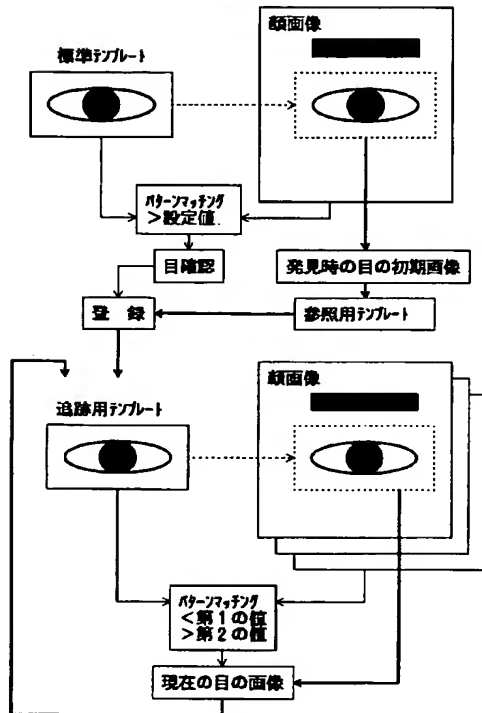 顔画像
標準テンプレート
パターンマッチング
＞設定値.
目確認
発見時の目の初期画像
登 録
参照用テンプレート
顔画像
追跡用テンプレート
パターンマッチング
＜第１の値
＞第２の値
現在の目の画像